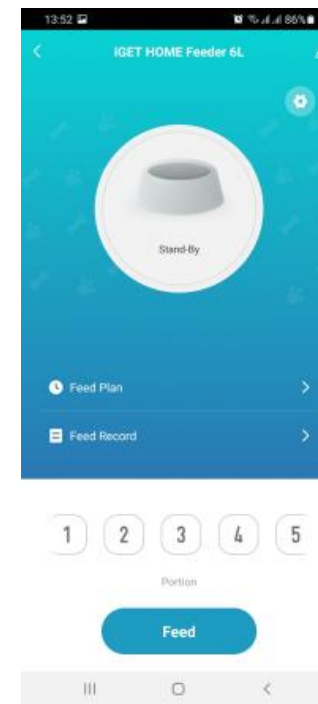 13:52 86%
iGET HOME Feeder 6L
Stand-By
Feed Plan
Feed Record
1 2 3 4 5
Portion
Feed